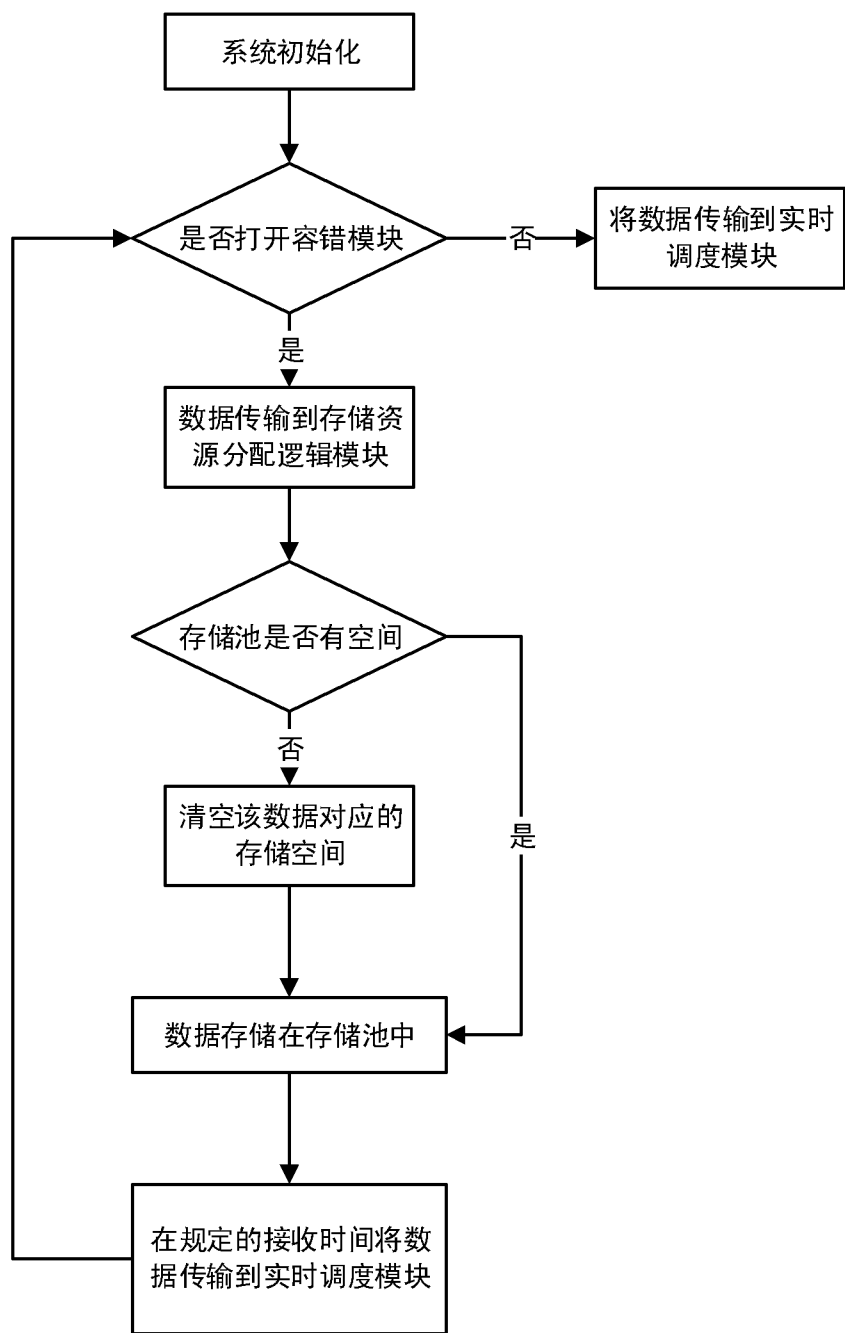 系统初始化
是否打开容错模块
否
将数据传输到实时
调度模块
是
数据传输到存储资
源分配逻辑模块
存储池是否有空间
否
清空该数据对应的
存储空间
是
数据存储在存储池中
在规定的接收时间将数
据传输到实时调度模块